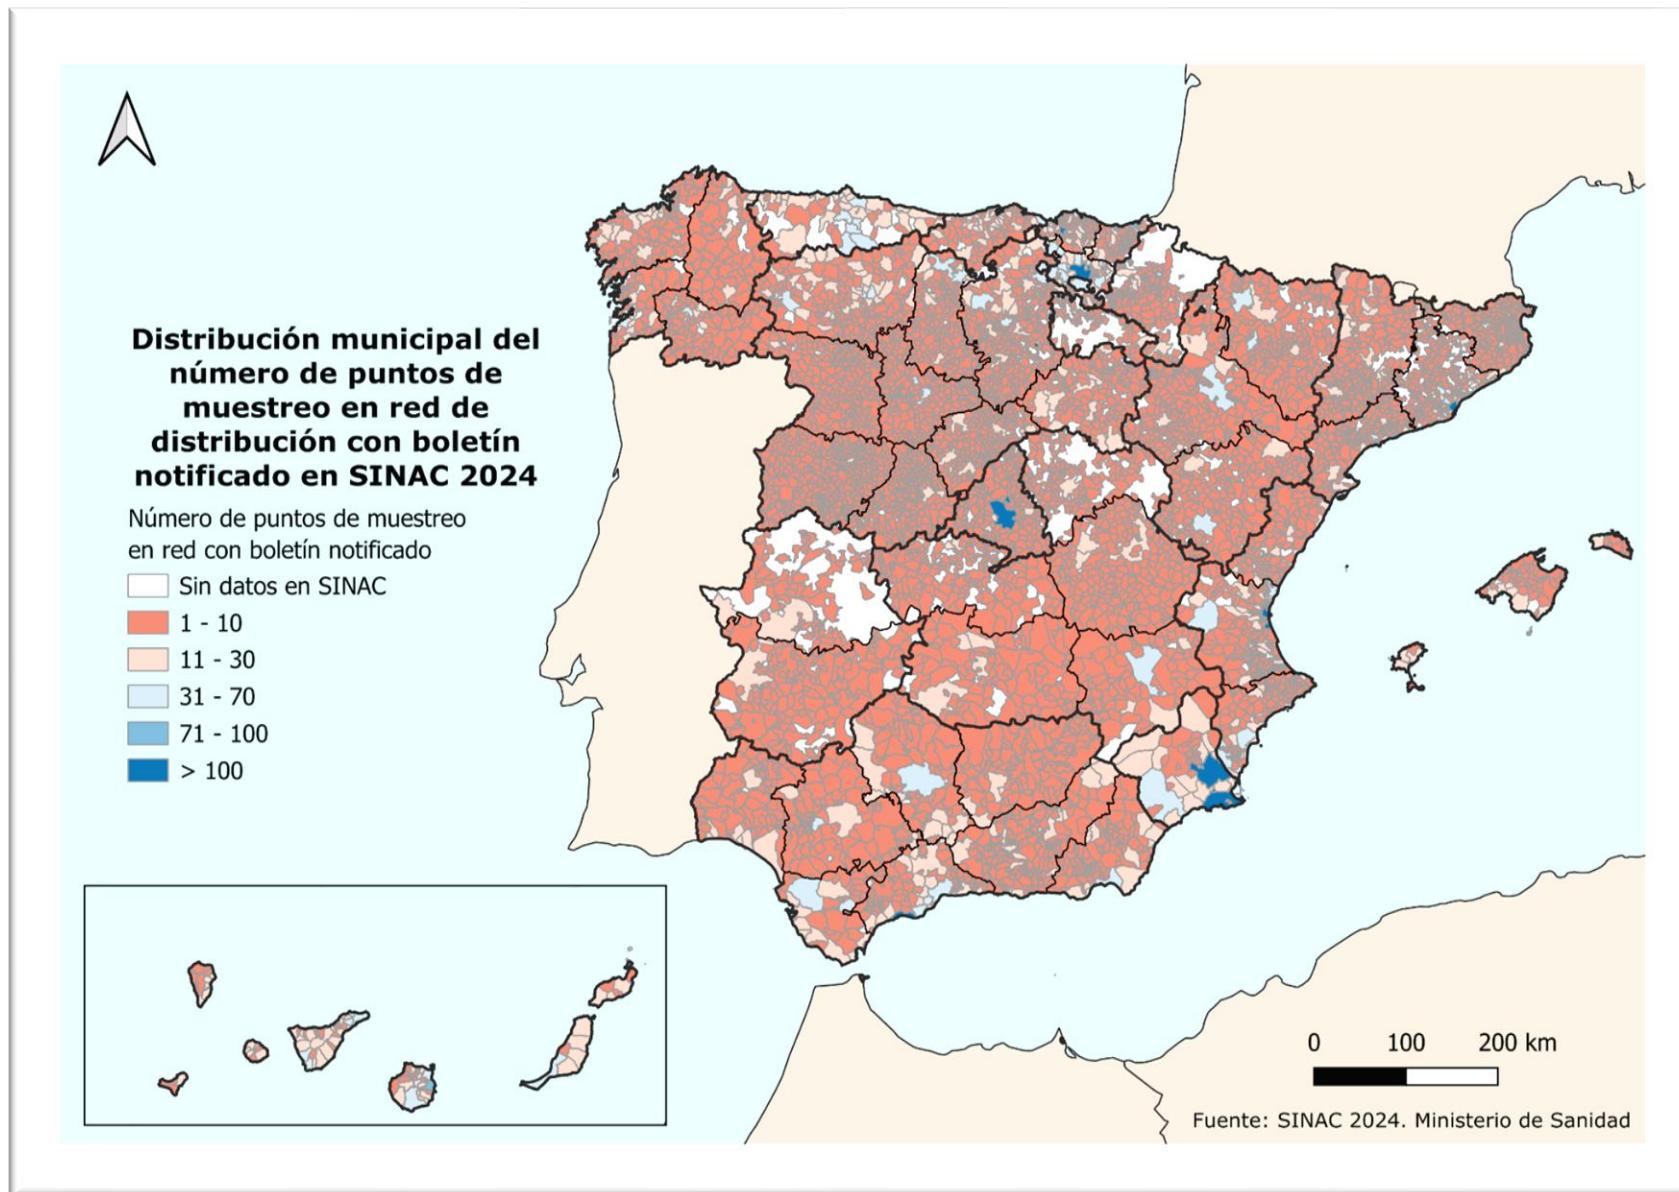 Distribución municipal del
número de puntos de
muestreo en red de
distribución con boletín
notificado en SINAC 2024
Número de puntos de muestreo
en red con boletín notificado
Sin datos en SINAC
1 - 10
11 - 30
31 - 70
71 - 100
> 100
0 100 200 km
Fuente: SINAC 2024. Ministerio de Sanidad